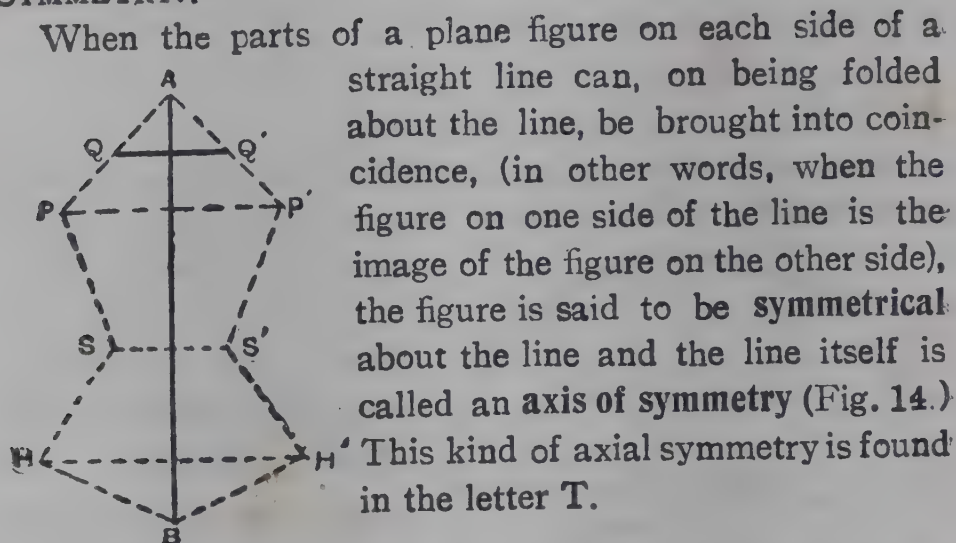 SYMMETRY.
When the parts of a plane figure on each side of a
straight line can, on being folded
about the line, be brought into coin-
cidence, (in other words, when the
figure on one side of the line is the
image of the figure on the other side),
the figure is said to be symmetrical
about the line and the line itself is
called an axis of symmetry (Fig. 14.)
This kind of axial symmetry is found
in the letter T.
A
Q Q'
P P'
S S'
H H'
B